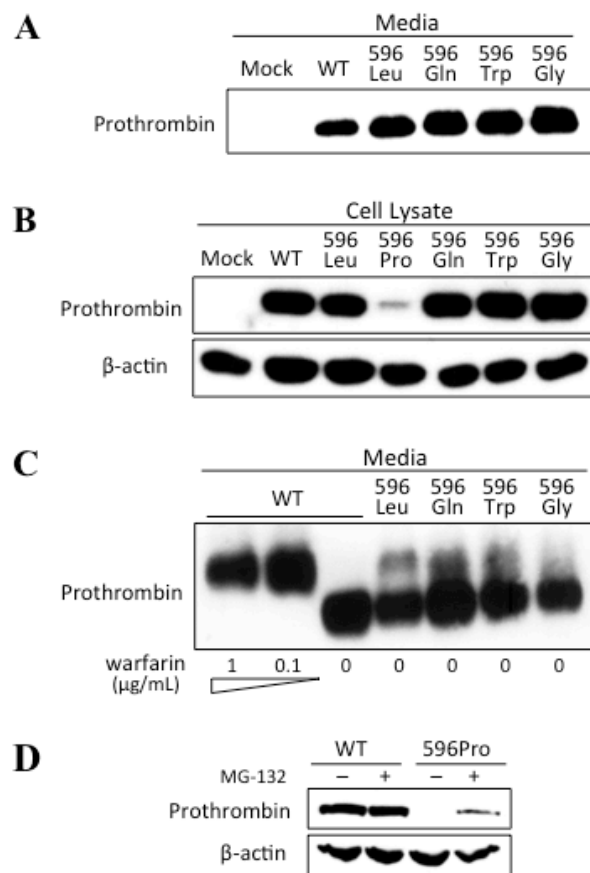 A
Media
Mock WT 596 Leu 596 Gln 596 Trp 596 Gly
Prothrombin
B
Cell Lysate
Mock WT 596 Leu 596 Pro 596 Gln 596 Trp 596 Gly
Prothrombin
β-actin
C
Media
WT 596 Leu 596 Gln 596 Trp 596 Gly
Prothrombin
warfarin 1 0.1 0 0 0 0 0
(μg/mL)
D
WT 596Pro
MG-132 – + – +
Prothrombin
β-actin